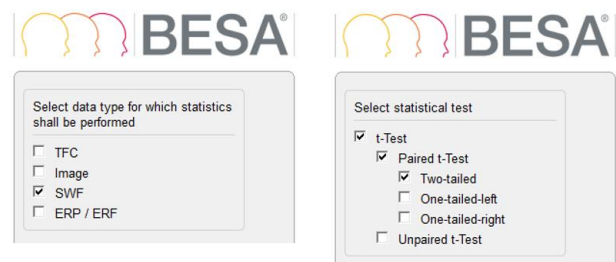 BESA®
Select data type for which statistics
shall be performed
TFC
Image
SWF
ERP / ERF
BESA®
Select statistical test
t-Test
Paired t-Test
Two-tailed
One-tailed-left
One-tailed-right
Unpaired t-Test